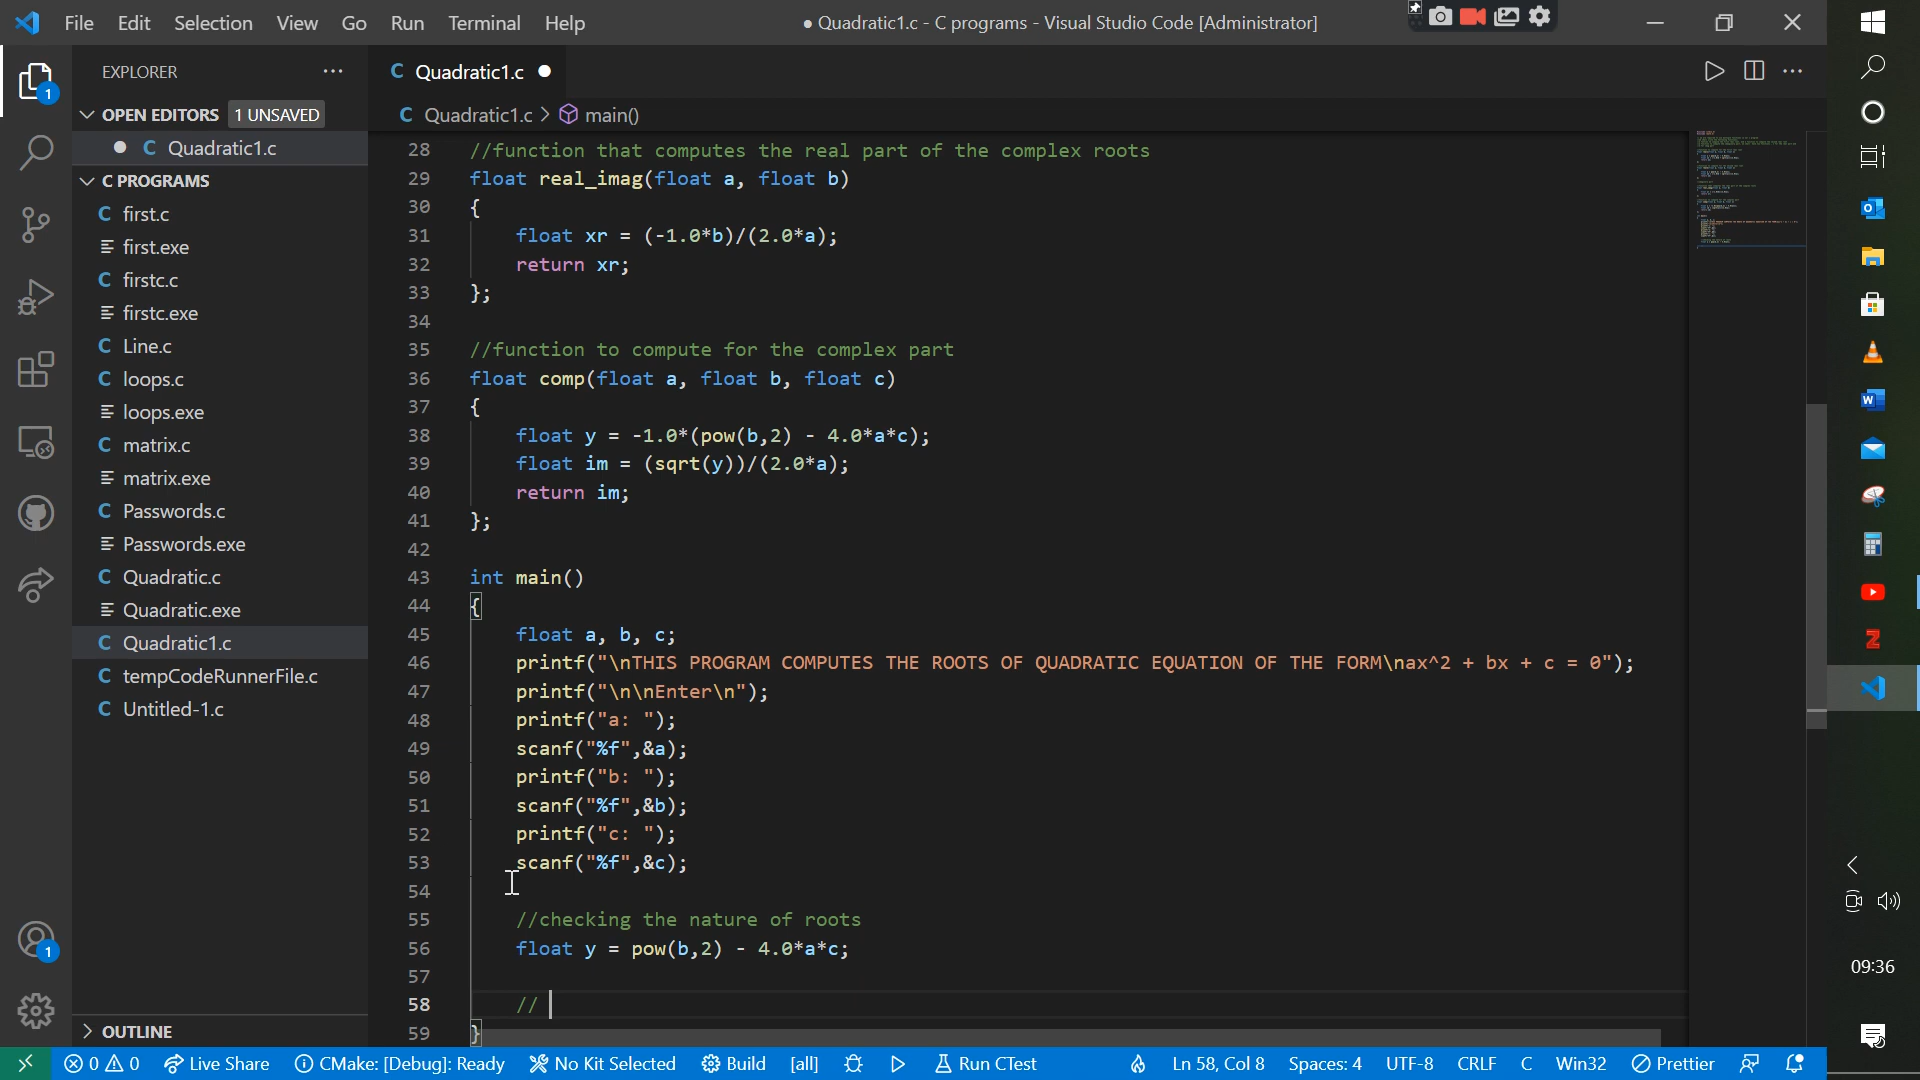 File Edit Selection View Go Run Terminal Help
● Quadratic1.c - C programs - Visual Studio Code [Administrator]
EXPLORER
OPEN EDITORS 1 UNSAVED
C Quadratic1.c
C PROGRAMS
C first.c
first.exe
C firstc.c
firstc.exe
C Line.c
C loops.c
loops.exe
C matrix.c
matrix.exe
C Passwords.c
Passwords.exe
C Quadratic.c
Quadratic.exe
C Quadratic1.c
C tempCodeRunnerFile.c
C Untitled-1.c
OUTLINE
1
1
C Quadratic1.c ●
C Quadratic1.c > main()
28 //function that computes the real part of the complex roots
29 float real_imag(float a, float b)
30 {
31 float xr = (-1.0*b)/(2.0*a);
32 return xr;
33 };
34
35 //function to compute for the complex part
36 float comp(float a, float b, float c)
37 {
38 float y = -1.0*(pow(b,2) - 4.0*a*c);
39 float im = (sqrt(y))/(2.0*a);
40 return im;
41 };
42
43 int main()
44 {
45 float a, b, c;
46 printf("\nTHIS PROGRAM COMPUTES THE ROOTS OF QUADRATIC EQUATION OF THE FORM\nax^2 + bx + c = 0");
47 printf("\n\nEnter\n");
48 printf("a: ");
49 scanf("%f",&a);
50 printf("b: ");
51 scanf("%f",&b);
52 printf("c: ");
53 scanf("%f",&c);
54
55 //checking the nature of roots
56 float y = pow(b,2) - 4.0*a*c;
57
58 //
59 }
0 0 Live Share CMake: [Debug]: Ready No Kit Selected Build [all] Run CTest Ln 58, Col 8 Spaces: 4 UTF-8 CRLF C Win32 Prettier
09:36